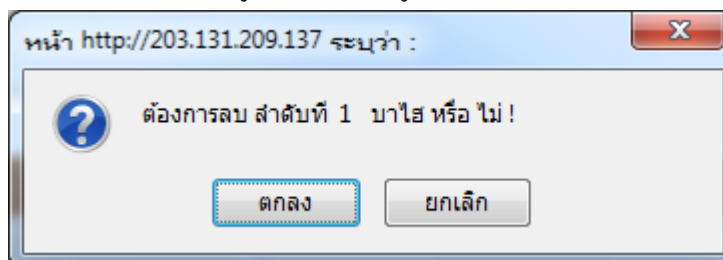 หน้า http://203.131.209.137 ระบุว่า :
ต้องการลบ ลำดับที่ 1 บาไฮ หรือ ไม่ !
ตกลง
ยกเลิก